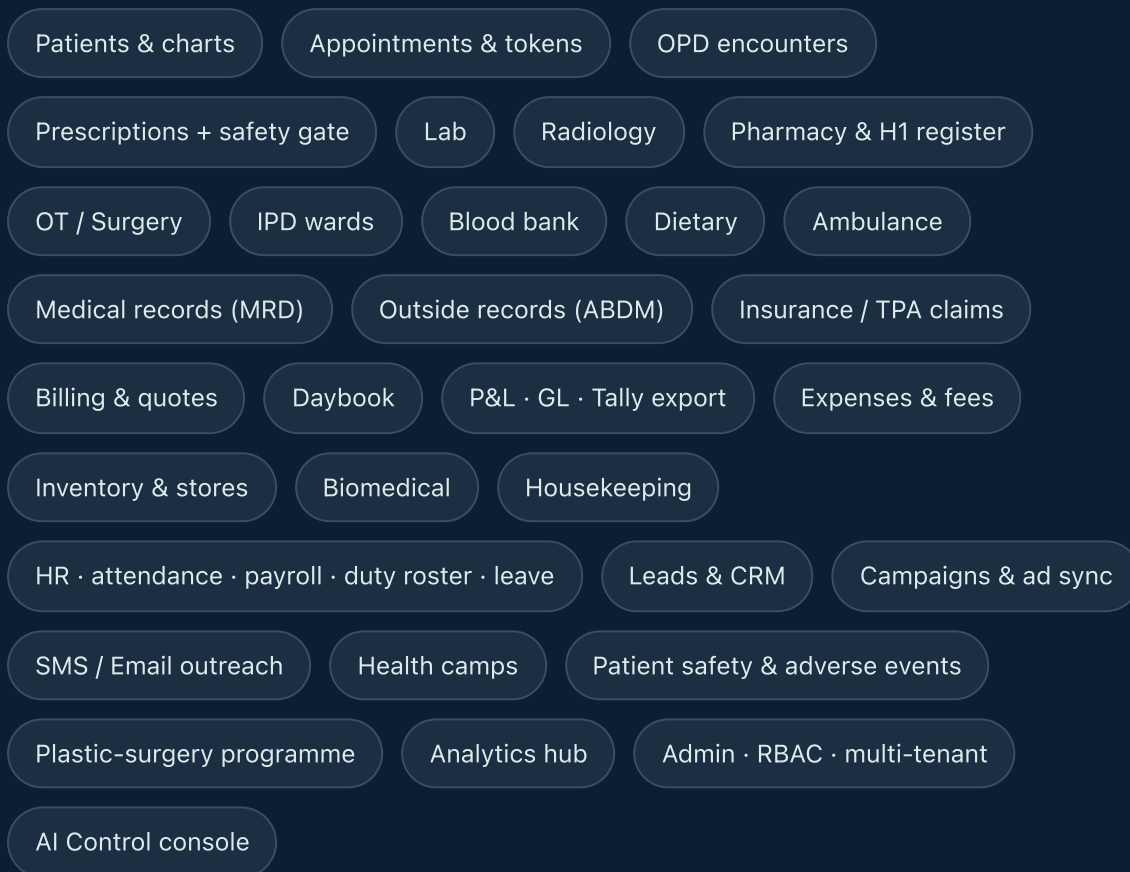 Patients & charts Appointments & tokens OPD encounters
Prescriptions + safety gate Lab Radiology Pharmacy & H1 register
OT / Surgery IPD wards Blood bank Dietary Ambulance
Medical records (MRD) Outside records (ABDM) Insurance / TPA claims
Billing & quotes Daybook P&L · GL · Tally export Expenses & fees
Inventory & stores Biomedical Housekeeping
HR · attendance · payroll · duty roster · leave Leads & CRM Campaigns & ad sync
SMS / Email outreach Health camps Patient safety & adverse events
Plastic-surgery programme Analytics hub Admin · RBAC · multi-tenant
AI Control console